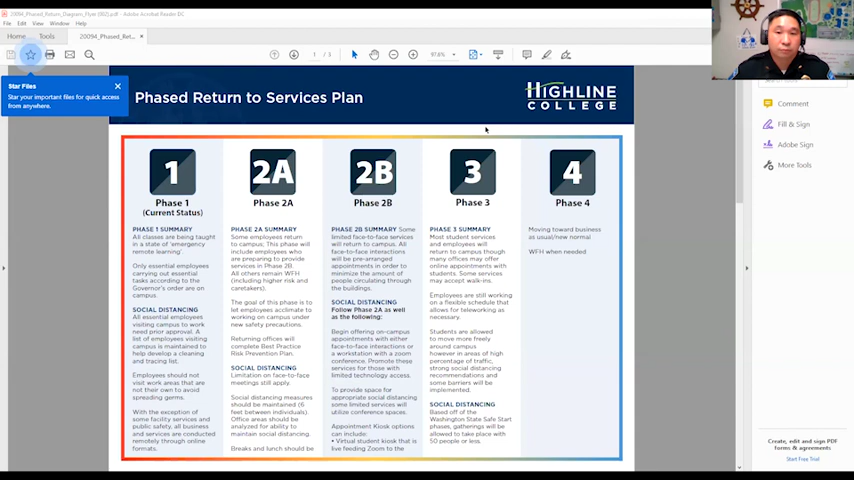 20094_Phased_Return_Diagram_Flyer (002).pdf - Adobe Acrobat Reader DC
File Edit View Window Help
Home Tools 20094_Phased_Ret... ×
1 / 3
97.6%
Star Files
Star your important files for quick access
from anywhere.
Comment
Fill & Sign
Adobe Sign
More Tools
Create, edit and sign PDF
forms & agreements
Start Free Trial
Phased Return to Services Plan
HIGHLINE
COLLEGE
1
Phase 1
(Current Status)
PHASE 1 SUMMARY
All classes are being taught
in a state of 'emergency
remote learning'.
Only essential employees
carrying out essential
tasks according to the
Governor's order are on
campus.
SOCIAL DISTANCING
All essential employees
visiting campus to work
need prior approval. A
list of employees visiting
campus is maintained to
help develop a cleaning
and tracing list.
Employees should not
visit work areas that are
not their own to avoid
spreading germs.
With the exception of
some facility services and
public safety, all business
and services are conducted
remotely through online
formats.
2A
Phase 2A
PHASE 2A SUMMARY
Some employees return
to campus; This phase will
include employees who
are preparing to provide
services in Phase 2B.
All others remain WFH
(including higher risk and
caretakers).
The goal of this phase is to
let employees acclimate to
working on campus under
new safety precautions.
Returning offices will
complete Best Practice
Risk Prevention Plan.
SOCIAL DISTANCING
Limitation on face-to-face
meetings still apply.
Social distancing measures
should be maintained (6
feet between individuals).
Office areas should be
analyzed for ability to
maintain social distancing.
Breaks and lunch should be
2B
Phase 2B
PHASE 2B SUMMARY Some
limited face-to-face services
will return to campus. All
face-to-face interactions
will be pre-arranged
appointments in order to
minimize the amount of
people circulating through
the buildings.
SOCIAL DISTANCING
Follow Phase 2A as well
as the following:
Begin offering on-campus
appointments with either
face-to-face interactions or
a workstation with a zoom
conference. Promote these
services for those with
limited technology access.
To provide space for
appropriate social distancing
some limited services will
utilize conference spaces.
Appointment Kiosk options
can include:
• Virtual student kiosk that is
live feeding Zoom to the
3
Phase 3
PHASE 3 SUMMARY
Most student services
and employees will
return to campus though
many offices may offer
online appointments with
students. Some services
may accept walk-ins.
Employees are still working
on a flexible schedule that
allows for teleworking as
necessary.
Students are allowed
to move more freely
around campus
however in areas of high
percentage of traffic,
strong social distancing
recommendations and
some barriers will be
implemented.
SOCIAL DISTANCING
Based off of the
Washington State Safe Start
phases, gatherings will be
allowed to take place with
50 people or less.
4
Phase 4
Moving toward business
as usual/new normal
WFH when needed